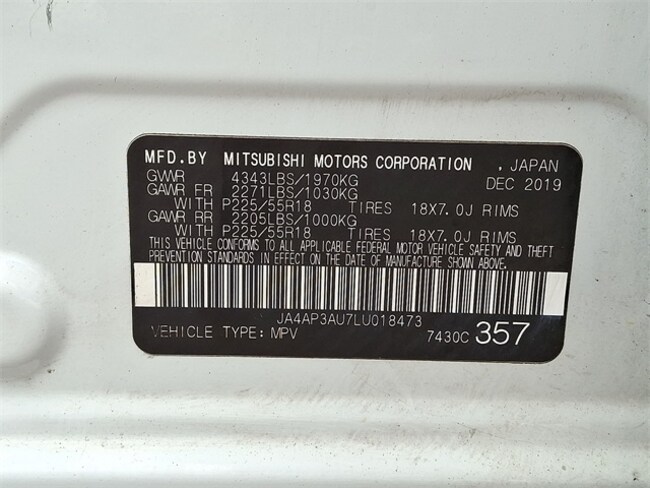 MFD.BY MITSUBISHI MOTORS CORPORATION , JAPAN
GVWR 4343LBS/1970KG DEC 2019
GAWR FR 2271LBS/1030KG
WITH P225/55R18 TIRES 18X7.0J RIMS
GAWR RR 2205LBS/1000KG
WITH P225/55R18 TIRES 18X7.0J RIMS
THIS VEHICLE CONFORMS TO ALL APPLICABLE FEDERAL MOTOR VEHICLE SAFETY AND THEFT
PREVENTION STANDARDS IN EFFECT ON THE DATE OF MANUFACTURE SHOWN ABOVE.
JA4AP3AU7LU018473
VEHICLE TYPE: MPV 7430C 357